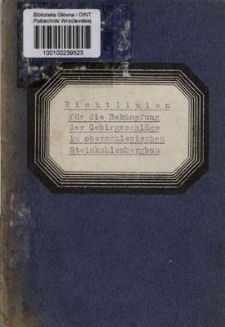 Biblioteka Główna i OINT
Politechniki Wrocławskiej
100100239523
Richtlinien
für die Bekämpfung
der Gebirgsschläge
im oberschlesischen
Steinkohlenbergbau